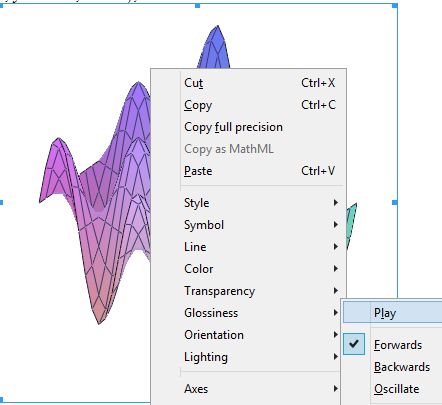 Cut Ctrl+X
Copy Ctrl+C
Copy full precision
Copy as MathML
Paste Ctrl+V
Style
Symbol
Line
Color
Transparency
Glossiness
Orientation
Lighting
Axes
Play
Forwards
Backwards
Oscillate